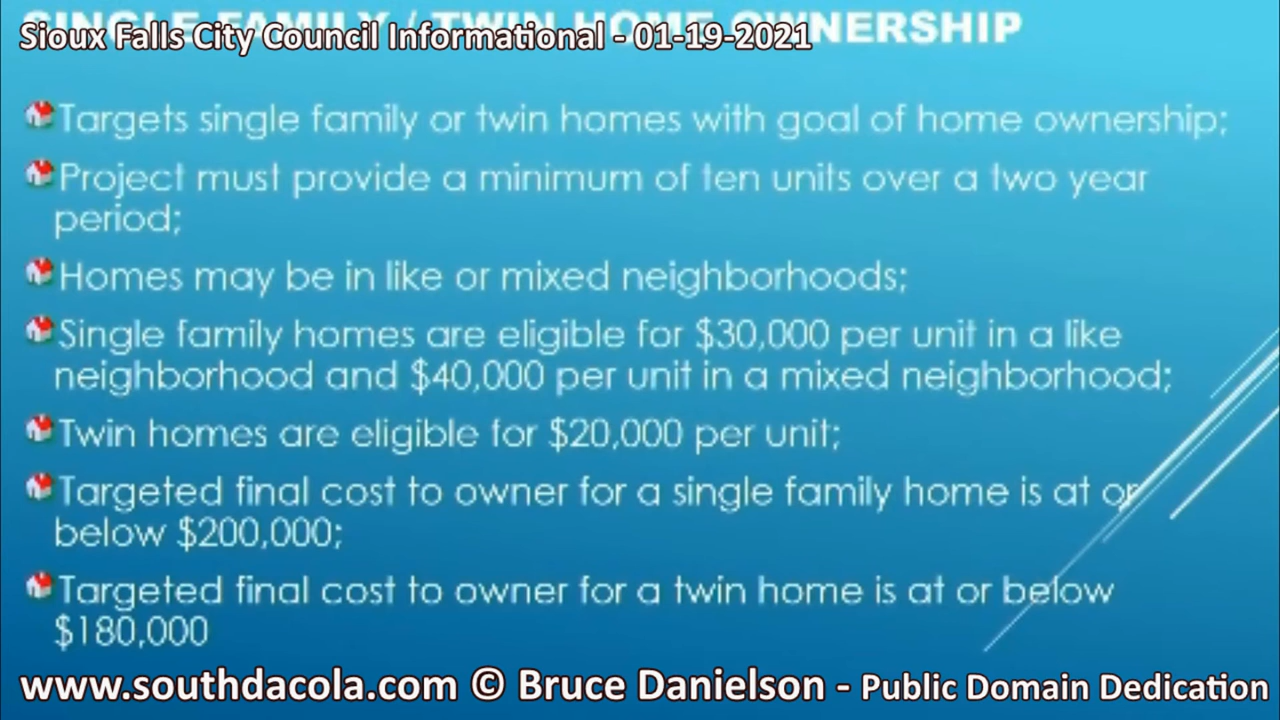 SINGLE FAMILY / TWIN HOME OWNERSHIP
Sioux Falls City Council Informational - 01-19-2021
Targets single family or twin homes with goal of home ownership;
Project must provide a minimum of ten units over a two year
period;
Homes may be in like or mixed neighborhoods;
Single family homes are eligible for $30,000 per unit in a like
neighborhood and $40,000 per unit in a mixed neighborhood;
Twin homes are eligible for $20,000 per unit;
Targeted final cost to owner for a single family home is at or
below $200,000;
Targeted final cost to owner for a twin home is at or below
$180,000
www.southdacola.com © Bruce Danielson - Public Domain Dedication